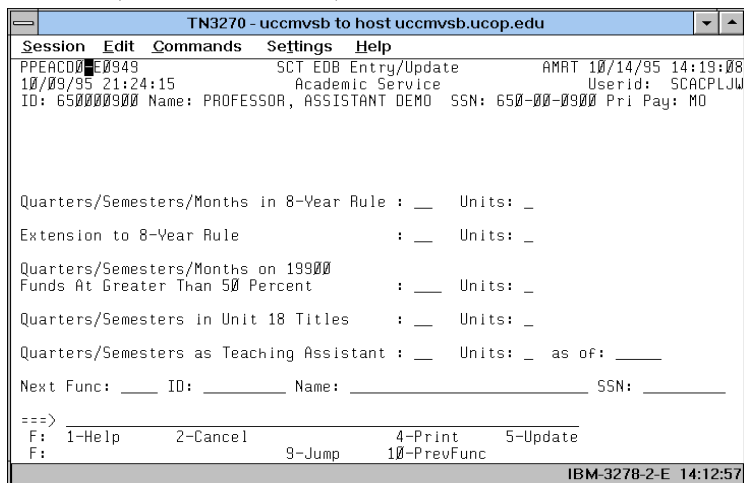 TN3270 - uccmvsb to host uccmvsb.ucop.edu
Session Edit Commands Settings Help
PPEACD0-E0949 SCT EDB Entry/Update AMRT 10/14/95 14:19:08
10/09/95 21:24:15 Academic Service Userid: SCACPLJW
ID: 650000900 Name: PROFESSOR, ASSISTANT DEMO SSN: 650-00-0900 Pri Pay: MO
Quarters/Semesters/Months in 8-Year Rule : __ Units: _
Extension to 8-Year Rule : __ Units: _
Quarters/Semesters/Months on 19900
Funds At Greater Than 50 Percent : ___ Units: _
Quarters/Semesters in Unit 18 Titles : __ Units: _
Quarters/Semesters as Teaching Assistant : __ Units: _ as of: _____
Next Func: ____ ID: _________ Name: __________________________ SSN: _________
===> ____________________________________________________
F: 1-Help 2-Cancel 4-Print 5-Update
F: 9-Jump 10-PrevFunc
IBM-3278-2-E 14:12:57